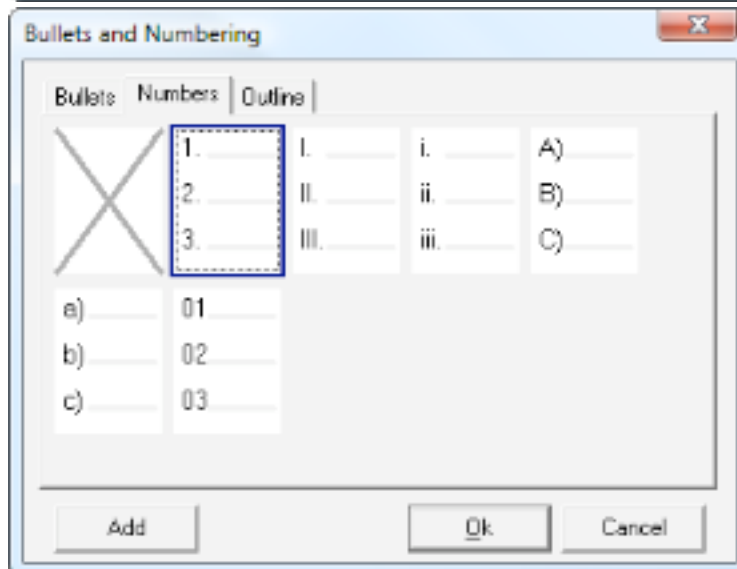 Bullets and Numbering
Bullets Numbers Outline
1. I. i. A)
2. II. ii. B)
3. III. iii. C)
a) 01
b) 02
c) 03
Add Ok Cancel